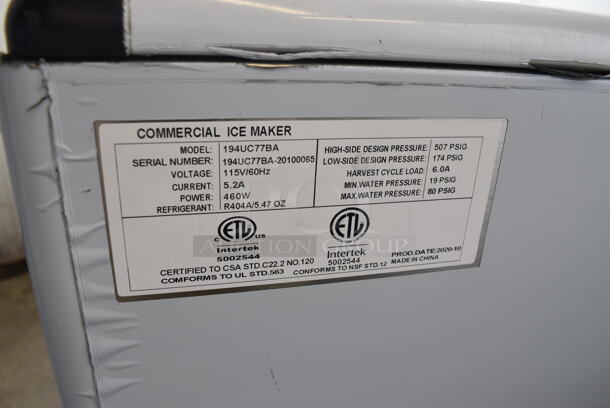 COMMERCIAL ICE MAKER
MODEL: 194UC77BA
SERIAL NUMBER: 194UC77BA-20100065
VOLTAGE: 115V/60Hz
CURRENT: 5.2A
POWER: 460W
REFRIGERANT: R404A/5.47 OZ
HIGH-SIDE DESIGN PRESSURE: 507 PSIG
LOW-SIDE DESIGN PRESSURE: 174 PSIG
HARVEST CYCLE LOAD: 6.0A
MIN.WATER PRESSURE: 19 PSIG
MAX.WATER PRESSURE: 80 PSIG
ETL
C US
Intertek
5002544
ETL
Intertek
5002544
PROD.DATE:2020-10
MADE IN CHINA
CERTIFIED TO CSA STD.C22.2 NO.120
COMFORMS TO UL STD.563
CONFORMS TO NSF STD.12
AUCTION GROUP